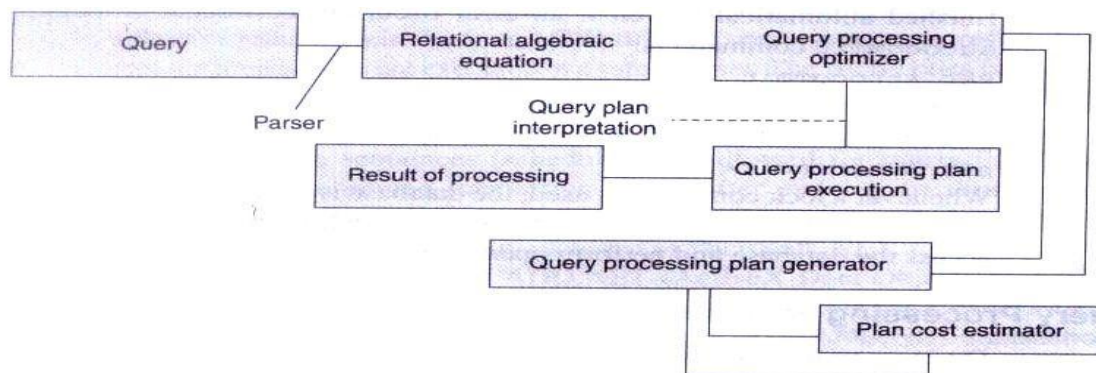 Query
Relational algebraic
equation
Query processing
optimizer
Parser
Query plan
interpretation
Result of processing
Query processing plan
execution
Query processing plan generator
Plan cost estimator